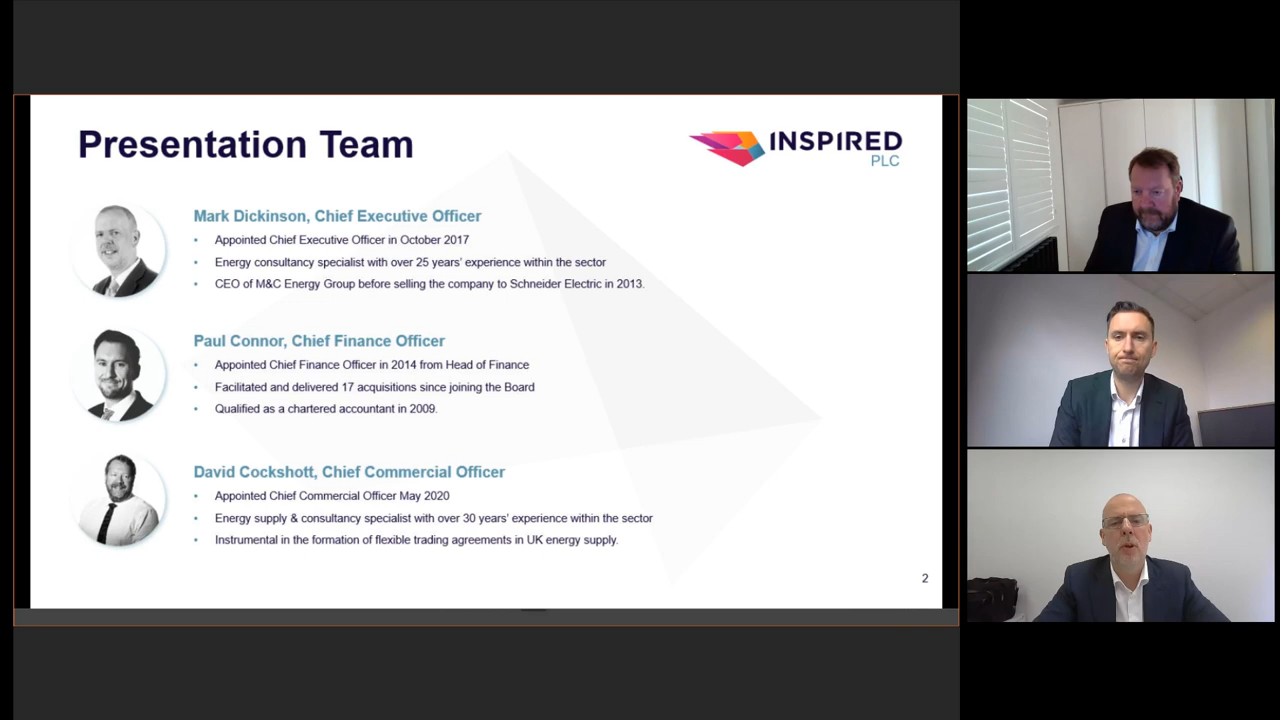 Presentation Team
INSPIRED
PLC
Mark Dickinson, Chief Executive Officer
• Appointed Chief Executive Officer in October 2017
• Energy consultancy specialist with over 25 years' experience within the sector
• CEO of M&C Energy Group before selling the company to Schneider Electric in 2013.
Paul Connor, Chief Finance Officer
• Appointed Chief Finance Officer in 2014 from Head of Finance
• Facilitated and delivered 17 acquisitions since joining the Board
• Qualified as a chartered accountant in 2009.
David Cockshott, Chief Commercial Officer
• Appointed Chief Commercial Officer May 2020
• Energy supply & consultancy specialist with over 30 years' experience within the sector
• Instrumental in the formation of flexible trading agreements in UK energy supply.
2